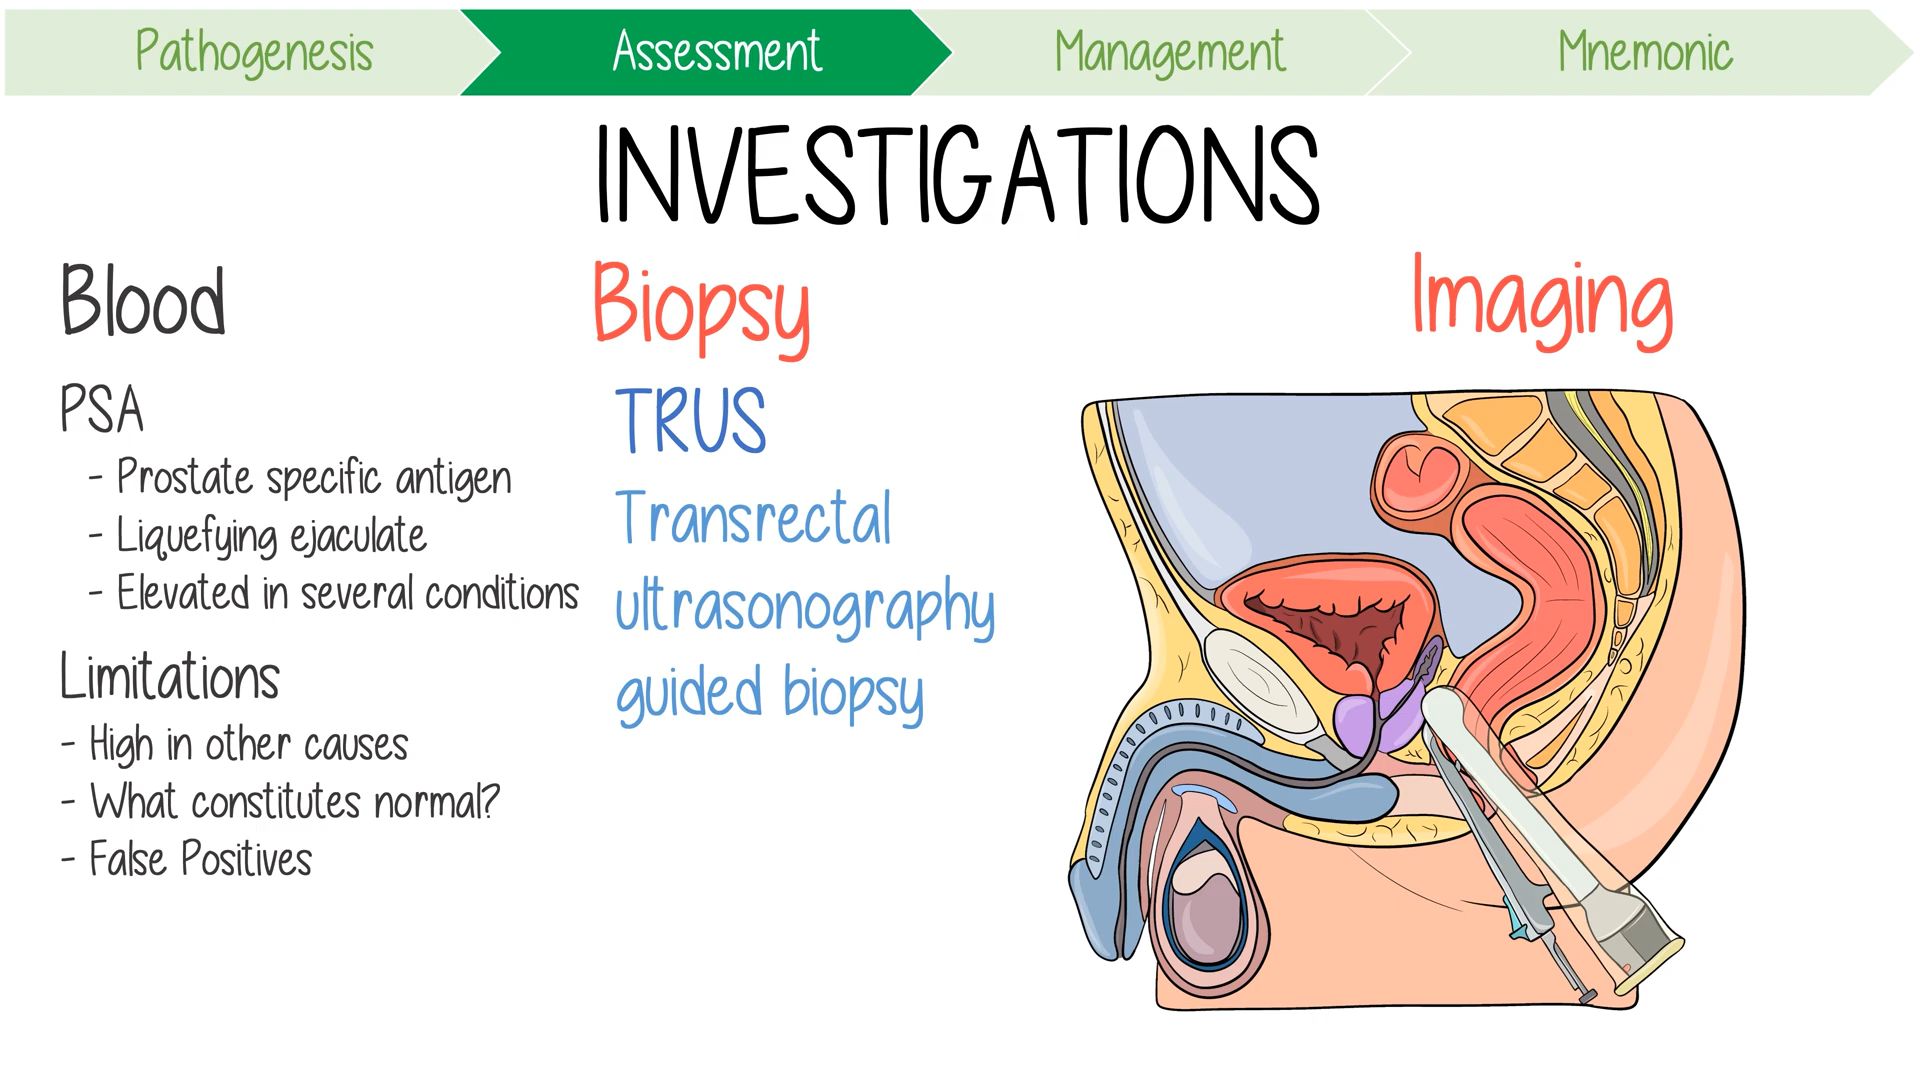 Pathogenesis
Assessment
Management
Mnemonic
INVESTIGATIONS
Blood
PSA
- Prostate specific antigen
- Liquefying ejaculate
- Elevated in several conditions
Limitations
- High in other causes
- What constitutes normal?
- False Positives
Biopsy
TRUS
Transrectal
ultrasonography
guided biopsy
Imaging